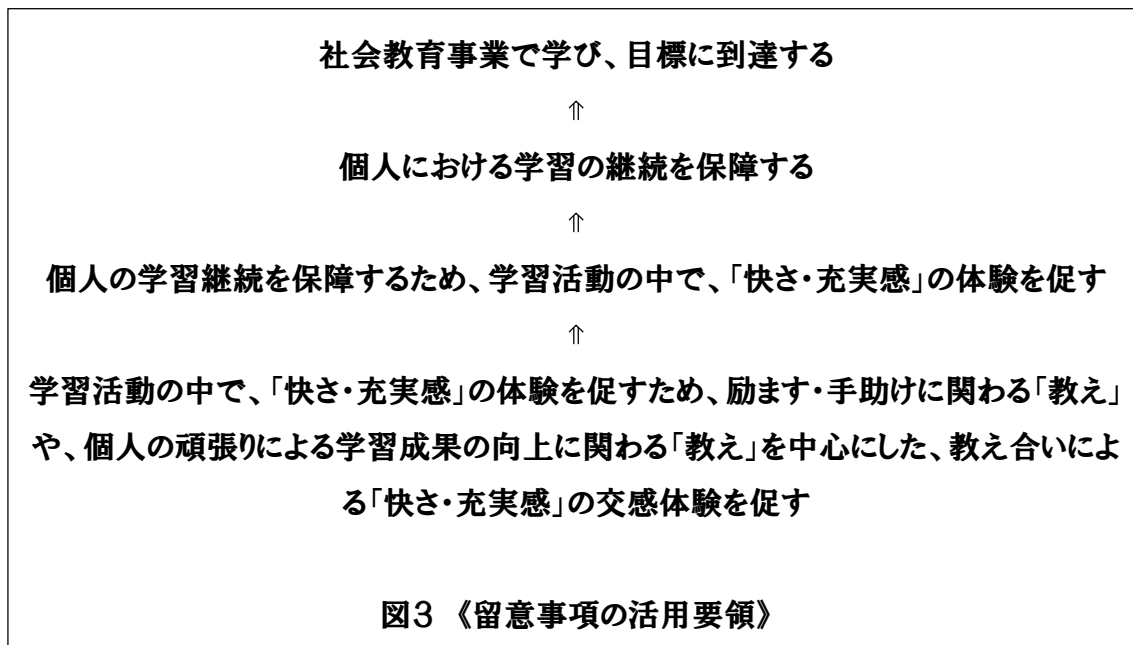 社会教育事業で学び、目標に到達する
⇑
個人における学習の継続を保障する
⇑
個人の学習継続を保障するため、学習活動の中で、「快さ・充実感」の体験を促す
⇑
学習活動の中で、「快さ・充実感」の体験を促すため、励ます・手助けに関わる「教え」
や、個人の頑張りによる学習成果の向上に関わる「教え」を中心にした、教え合いによ
る「快さ・充実感」の交感体験を促す
図3 《留意事項の活用要領》